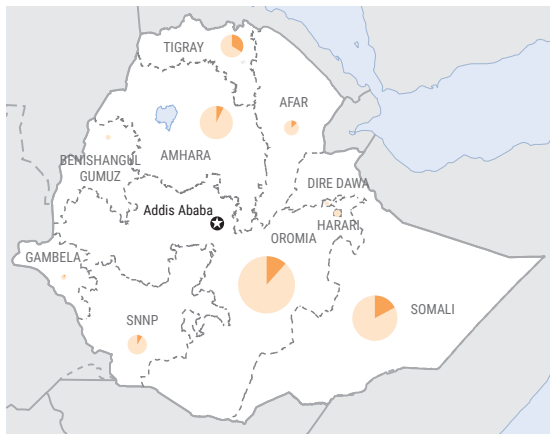 TIGRAY
AFAR
AMHARA
BENISHANGUL
GUMUZ
DIRE DAWA
Addis Ababa
HARARI
OROMIA
GAMBELA
SOMALI
SNNP